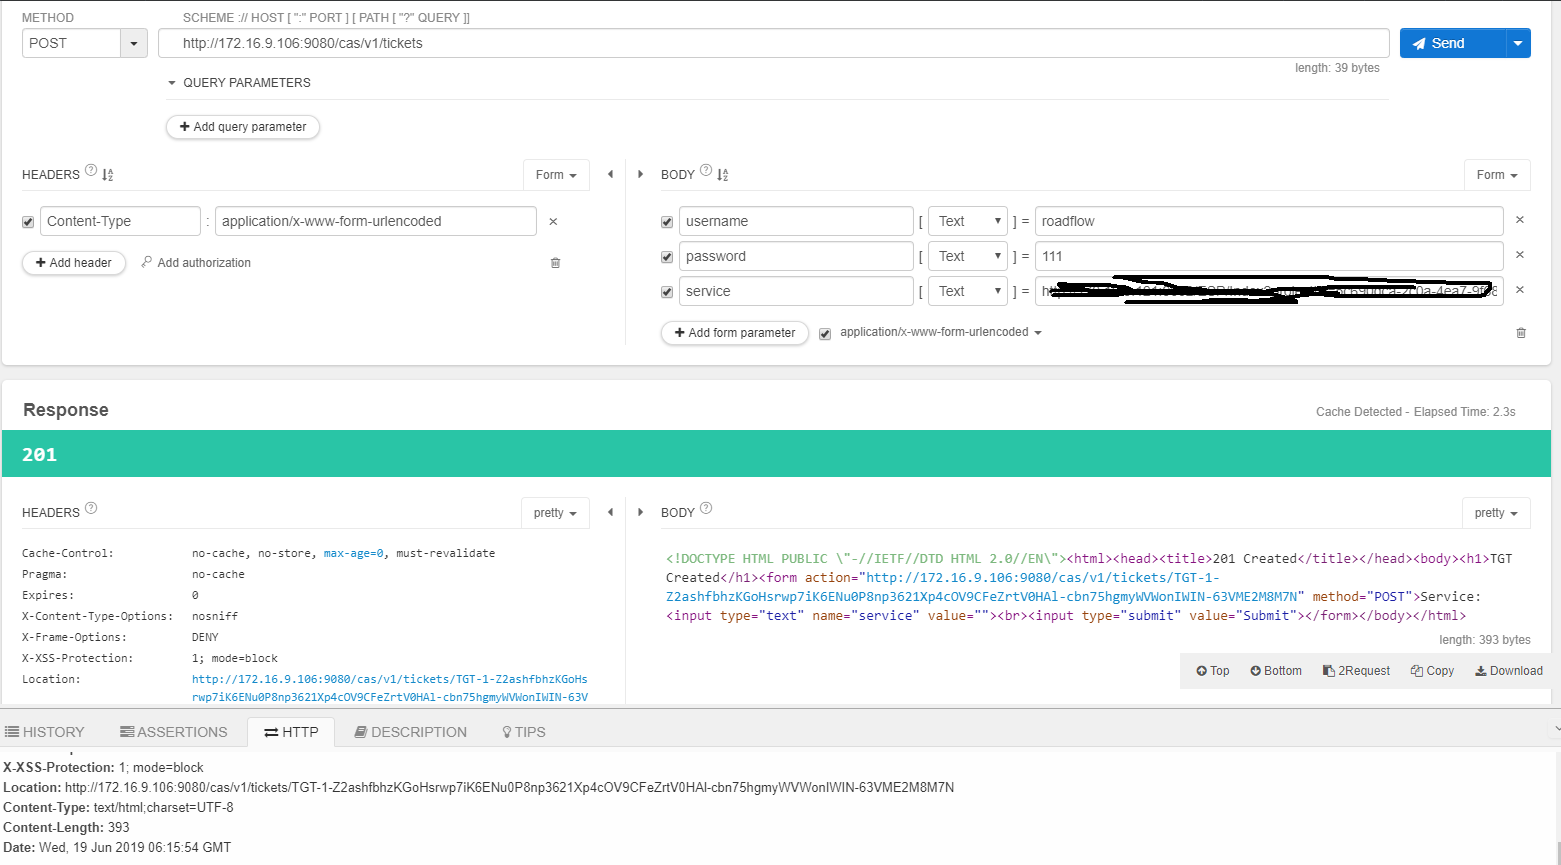 METHOD SCHEME :// HOST [ ":" PORT ] [ PATH [ "?" QUERY ]]
POST http://172.16.9.106:9080/cas/v1/tickets Send
length: 39 bytes
QUERY PARAMETERS
Add query parameter
HEADERS ? Form BODY ? Form
Content-Type : application/x-www-form-urlencoded × username [ Text ] = roadflow ×
password [ Text ] = 111 ×
Add header Add authorization
service [ Text ] = ×
Add form parameter application/x-www-form-urlencoded
Response Cache Detected - Elapsed Time: 2.3s
201
HEADERS ? pretty BODY ? pretty
Cache-Control: no-cache, no-store, max-age=0, must-revalidate
Pragma: no-cache
Expires: 0
X-Content-Type-Options: nosniff
X-Frame-Options: DENY
X-XSS-Protection: 1; mode=block
Location: http://172.16.9.106:9080/cas/v1/tickets/TGT-1-Z2ashfbhzKGoHs
rwp7iK6ENu0P8np3621Xp4cOV9CFeZrtV0HAl-cbn75hgmyWVWonIWIN-63V
<!DOCTYPE HTML PUBLIC \"-//IETF//DTD HTML 2.0//EN\"><html><head><title>201 Created</title></head><body><h1>TGT
Created</h1><form action="http://172.16.9.106:9080/cas/v1/tickets/TGT-1-
Z2ashfbhzKGoHsrwp7iK6ENu0P8np3621Xp4cOV9CFeZrtV0HAl-cbn75hgmyWVWonIWIN-63VME2M8M7N" method="POST">Service:
<input type="text" name="service" value=""><br><input type="submit" value="Submit"></form></body></html>
length: 393 bytes
Top Bottom 2Request Copy Download
HISTORY ASSERTIONS HTTP DESCRIPTION TIPS
X-XSS-Protection: 1; mode=block
Location: http://172.16.9.106:9080/cas/v1/tickets/TGT-1-Z2ashfbhzKGoHsrwp7iK6ENu0P8np3621Xp4cOV9CFeZrtV0HAl-cbn75hgmyWVWonIWIN-63VME2M8M7N
Content-Type: text/html;charset=UTF-8
Content-Length: 393
Date: Wed, 19 Jun 2019 06:15:54 GMT